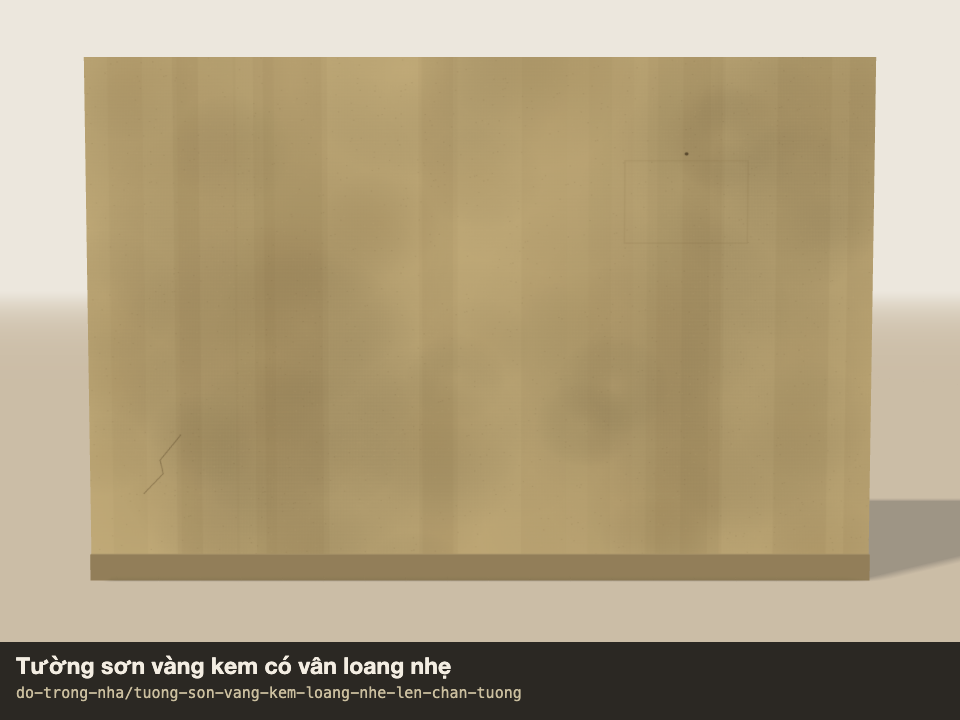 Tường sơn vàng kem có vân loang nhẹ
do-trong-nha/tuong-son-vang-kem-loang-nhe-len-chan-tuong